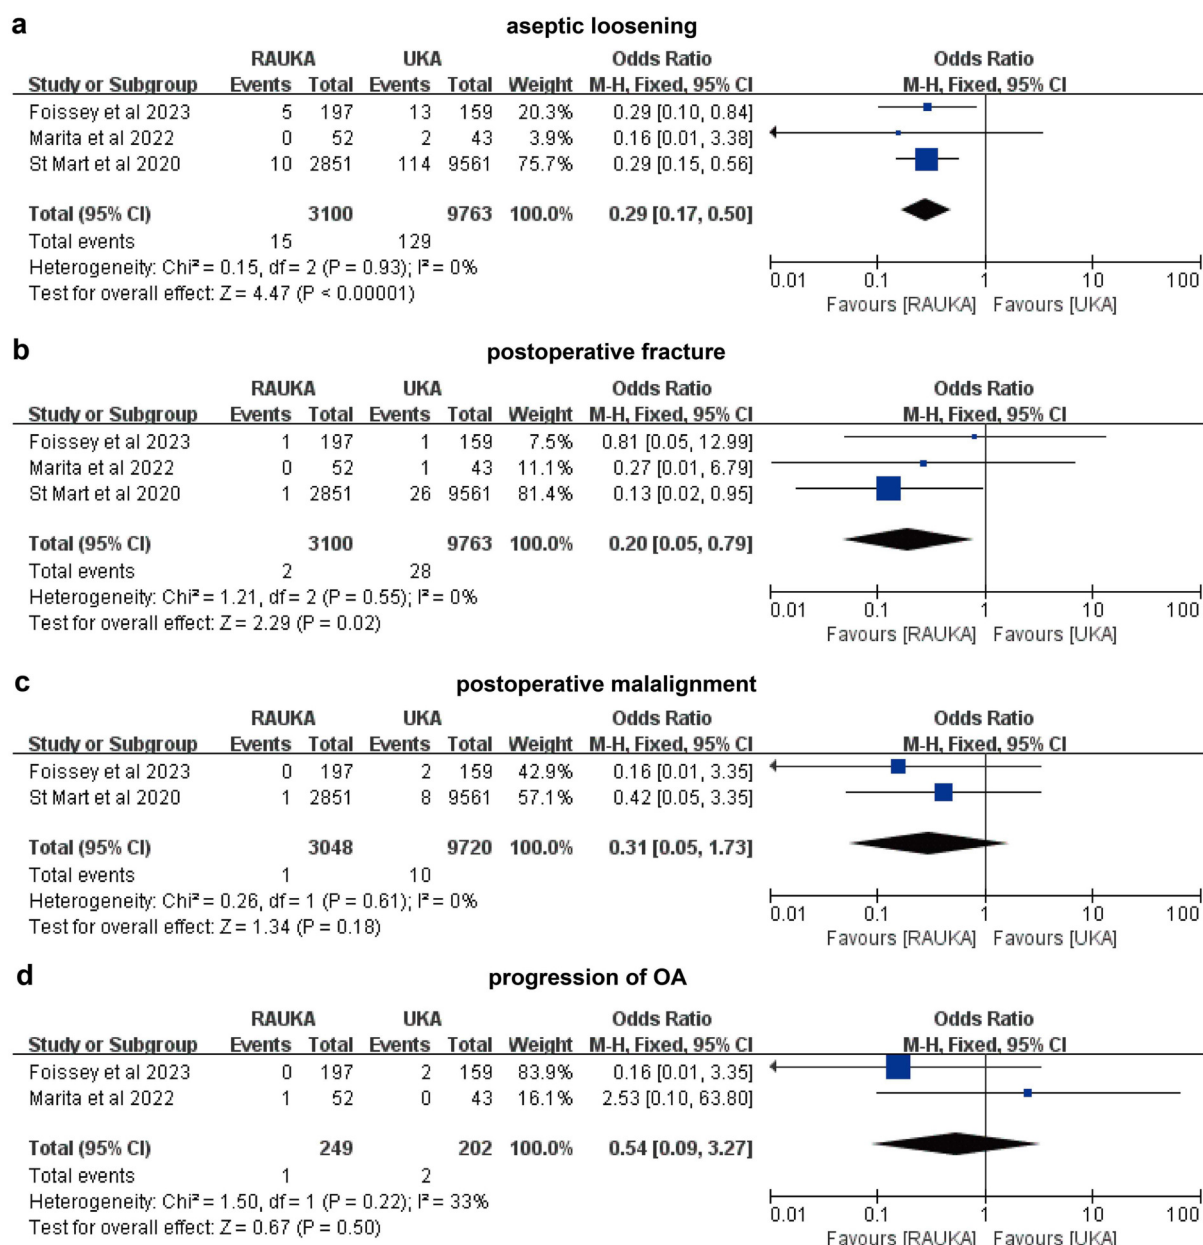 a
aseptic loosening
RAUKA UKA Odds Ratio Odds Ratio
Study or Subgroup Events Total Events Total Weight M-H, Fixed, 95% CI M-H, Fixed, 95% CI
Foissey et al 2023 5 197 13 159 20.3% 0.29 [0.10, 0.84]
Marita et al 2022 0 52 2 43 3.9% 0.16 [0.01, 3.38]
St Mart et al 2020 10 2851 114 9561 75.7% 0.29 [0.15, 0.56]
Total (95% CI) 3100 9763 100.0% 0.29 [0.17, 0.50]
Total events 15 129
Heterogeneity: Chi² = 0.15, df = 2 (P = 0.93); I² = 0%
Test for overall effect: Z = 4.47 (P < 0.00001)
0.01 0.1 1 10 100
Favours [RAUKA] Favours [UKA]
b
postoperative fracture
RAUKA UKA Odds Ratio Odds Ratio
Study or Subgroup Events Total Events Total Weight M-H, Fixed, 95% CI M-H, Fixed, 95% CI
Foissey et al 2023 1 197 1 159 7.5% 0.81 [0.05, 12.99]
Marita et al 2022 0 52 1 43 11.1% 0.27 [0.01, 6.79]
St Mart et al 2020 1 2851 26 9561 81.4% 0.13 [0.02, 0.95]
Total (95% CI) 3100 9763 100.0% 0.20 [0.05, 0.79]
Total events 2 28
Heterogeneity: Chi² = 1.21, df = 2 (P = 0.55); I² = 0%
Test for overall effect: Z = 2.29 (P = 0.02)
0.01 0.1 1 10 100
Favours [RAUKA] Favours [UKA]
c
postoperative malalignment
RAUKA UKA Odds Ratio Odds Ratio
Study or Subgroup Events Total Events Total Weight M-H, Fixed, 95% CI M-H, Fixed, 95% CI
Foissey et al 2023 0 197 2 159 42.9% 0.16 [0.01, 3.35]
St Mart et al 2020 1 2851 8 9561 57.1% 0.42 [0.05, 3.35]
Total (95% CI) 3048 9720 100.0% 0.31 [0.05, 1.73]
Total events 1 10
Heterogeneity: Chi² = 0.26, df = 1 (P = 0.61); I² = 0%
Test for overall effect: Z = 1.34 (P = 0.18)
0.01 0.1 1 10 100
Favours [RAUKA] Favours [UKA]
d
progression of OA
RAUKA UKA Odds Ratio Odds Ratio
Study or Subgroup Events Total Events Total Weight M-H, Fixed, 95% CI M-H, Fixed, 95% CI
Foissey et al 2023 0 197 2 159 83.9% 0.16 [0.01, 3.35]
Marita et al 2022 1 52 0 43 16.1% 2.53 [0.10, 63.80]
Total (95% CI) 249 202 100.0% 0.54 [0.09, 3.27]
Total events 1 2
Heterogeneity: Chi² = 1.50, df = 1 (P = 0.22); I² = 33%
Test for overall effect: Z = 0.67 (P = 0.50)
0.01 0.1 1 10 100
Favours [RAUKA] Favours [UKA]